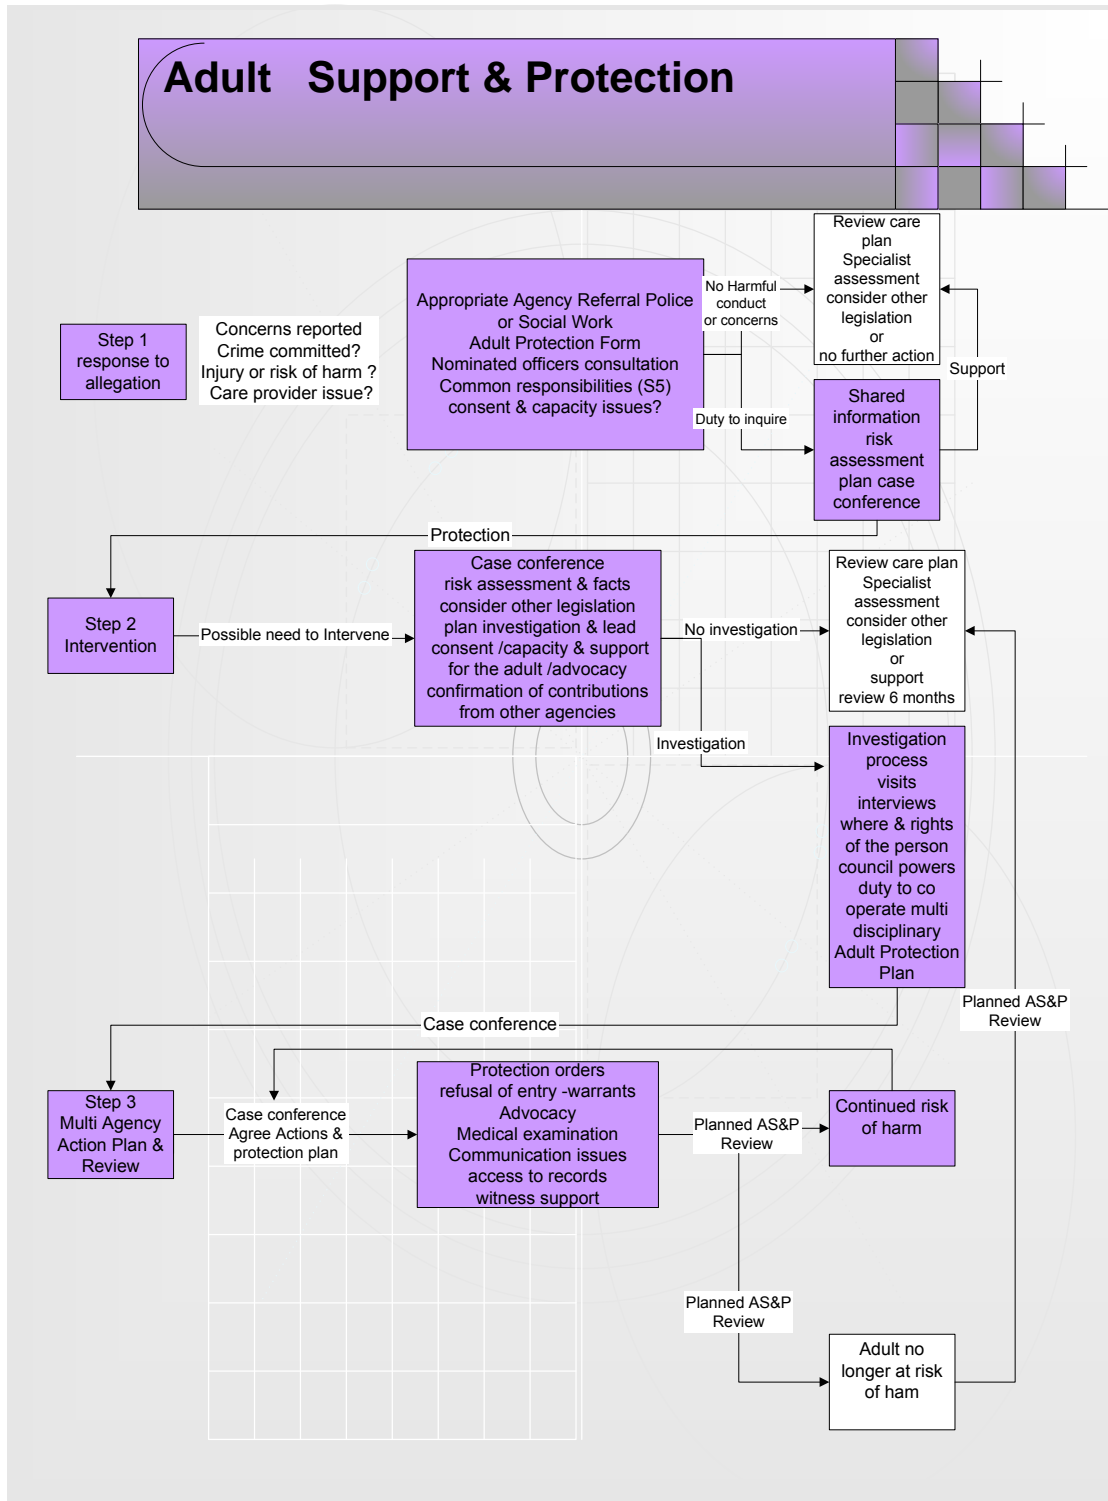 Adult   Support & Protection
Step 1
response to
allegation
Concerns reported
Crime committed?
Injury or risk of harm ?
Care provider issue?
Appropriate Agency Referral Police
or Social Work
Adult Protection Form
Nominated officers consultation
Common responsibilities (S5)
consent & capacity issues?
No Harmful
conduct
or concerns
Duty to inquire
Review care
plan
Specialist
assessment
consider other
legislation
or
no further action
Support
Shared
information
risk
assessment
plan case
conference
Protection
Step 2
Intervention
Possible need to Intervene
Case conference
risk assessment & facts
consider other legislation
plan investigation & lead
consent /capacity & support
for the adult /advocacy
confirmation of contributions
from other agencies
No investigation
Investigation
Review care plan
Specialist
assessment
consider other
legislation
or
support
review 6 months
Investigation
process
visits
interviews
where & rights
of the person
council powers
duty to co
operate multi
disciplinary
Adult Protection
Plan
Planned AS&P
Review
Case conference
Step 3
Multi Agency
Action Plan &
Review
Case conference
Agree Actions &
protection plan
Protection orders
refusal of entry -warrants
Advocacy
Medical examination
Communication issues
access to records
witness support
Planned AS&P
Review
Continued risk
of harm
Planned AS&P
Review
Adult no
longer at risk
of ham